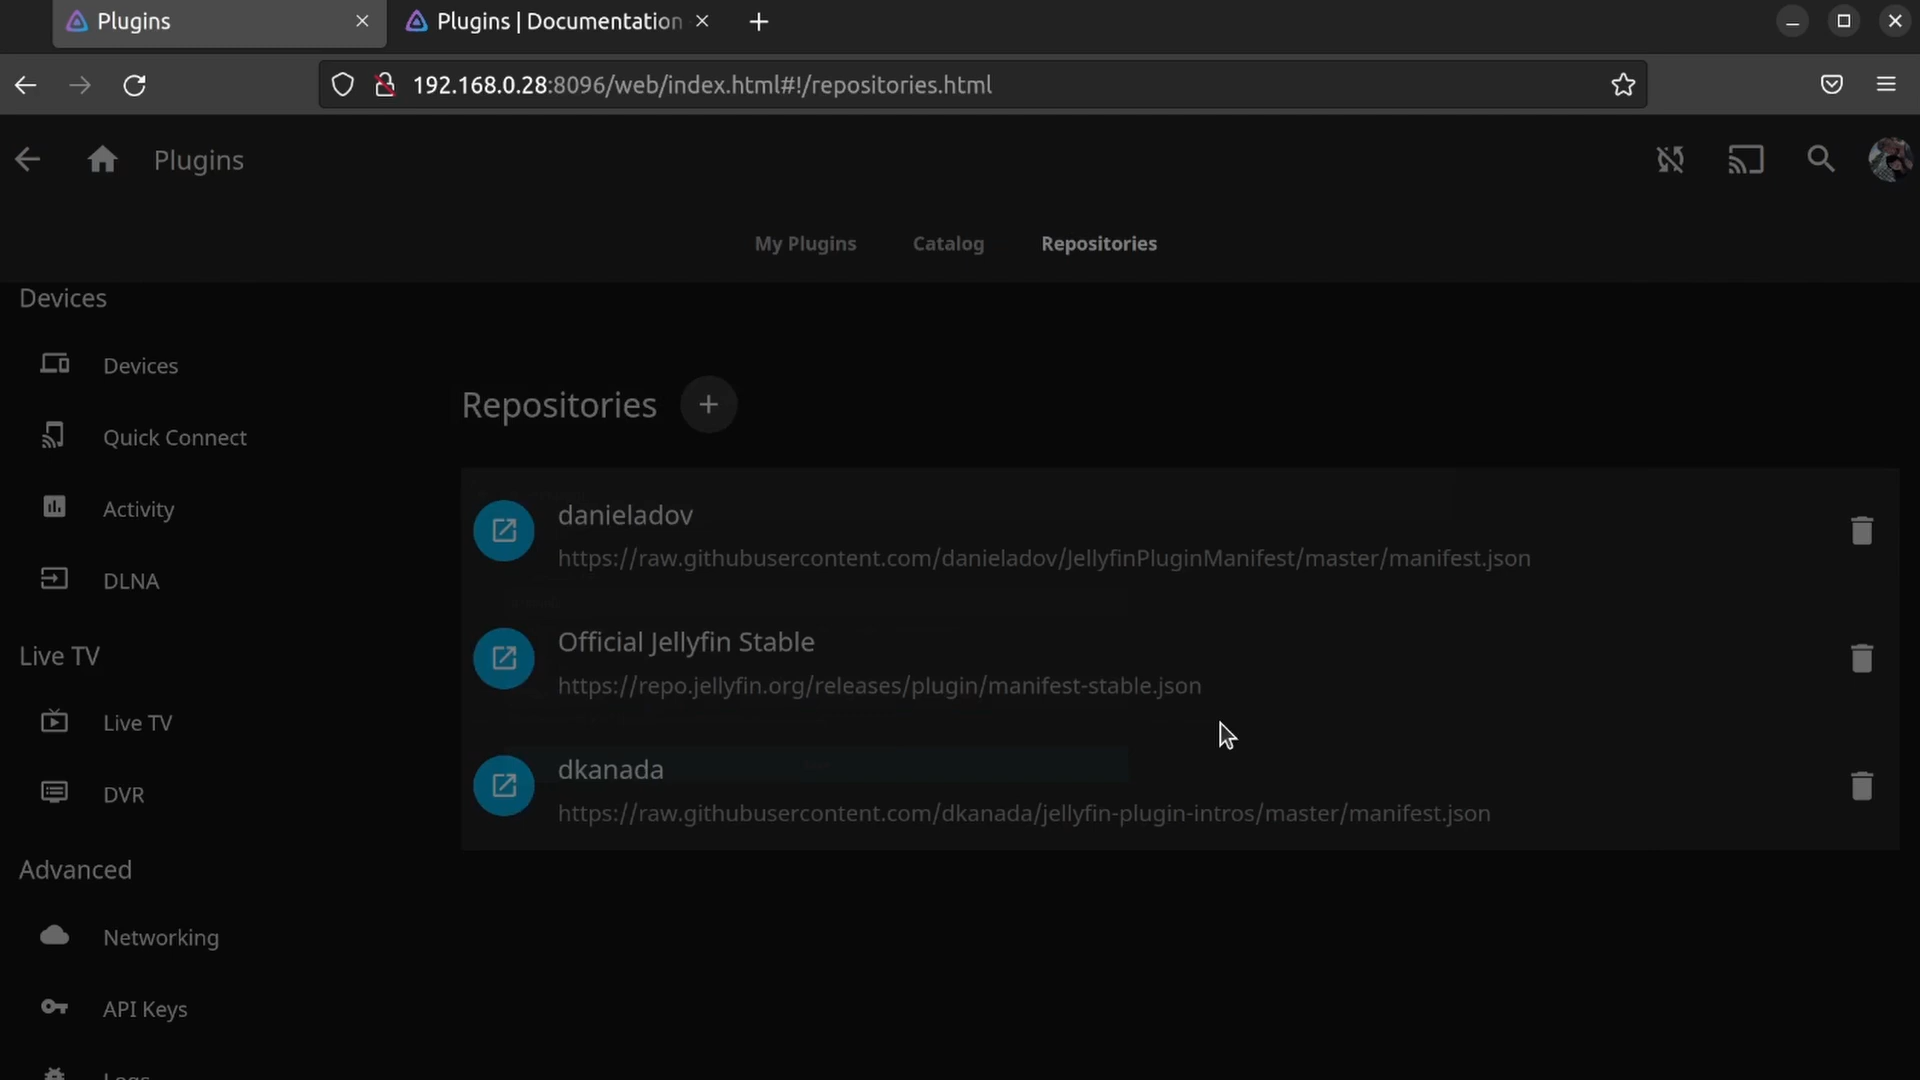 Plugins
Plugins | Documentation
192.168.0.28:8096/web/index.html#!/repositories.html
Plugins
My Plugins
Catalog
Repositories
Devices
Devices
Quick Connect
Activity
DLNA
Live TV
Live TV
DVR
Advanced
Networking
API Keys
Logs
Repositories
danieladov
https://raw.githubusercontent.com/danieladov/JellyfinPluginManifest/master/manifest.json
Official Jellyfin Stable
https://repo.jellyfin.org/releases/plugin/manifest-stable.json
dkanada
https://raw.githubusercontent.com/dkanada/jellyfin-plugin-intros/master/manifest.json